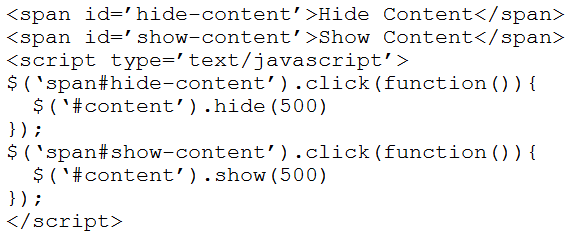 <span id=’hide-content’>Hide Content</span>
<span id=’show-content’>Show Content</span>
<script type=’text/javascript’>
$(‘span#hide-content’).click(function()){
  $(‘#content’).hide(500)
});
$(‘span#show-content’).click(function()){
  $(‘#content’).show(500)
});
</script>